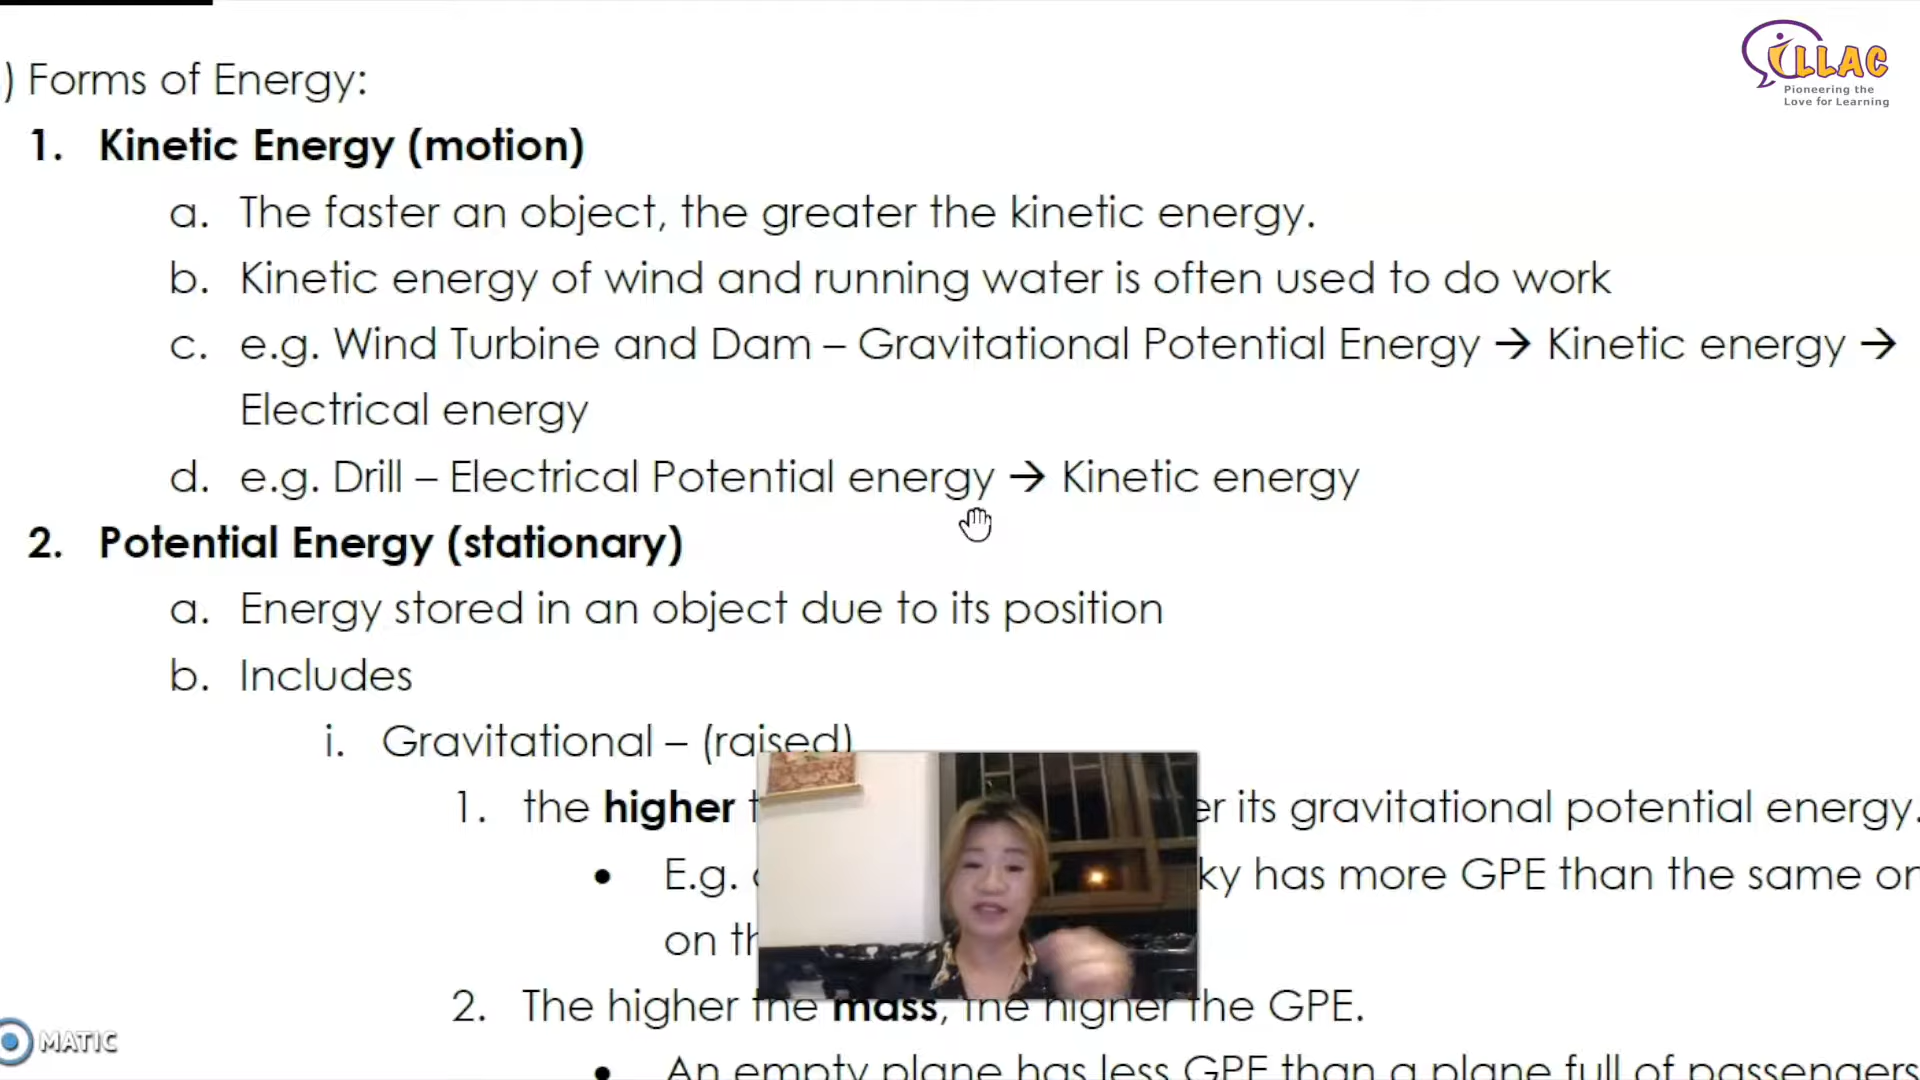 ) Forms of Energy:
iLLAC
Pioneering the
Love for Learning
1. Kinetic Energy (motion)
a. The faster an object, the greater the kinetic energy.
b. Kinetic energy of wind and running water is often used to do work
c. e.g. Wind Turbine and Dam – Gravitational Potential Energy → Kinetic energy →
Electrical energy
d. e.g. Drill – Electrical Potential energy → Kinetic energy
2. Potential Energy (stationary)
a. Energy stored in an object due to its position
b. Includes
i. Gravitational – (raised)
1. the higher its gravitational potential energy.
• E.g. has more GPE than the same
on
2. The higher the mass, the higher the GPE.
• An empty plane has less GPE than a plane full of passengers
MATIC